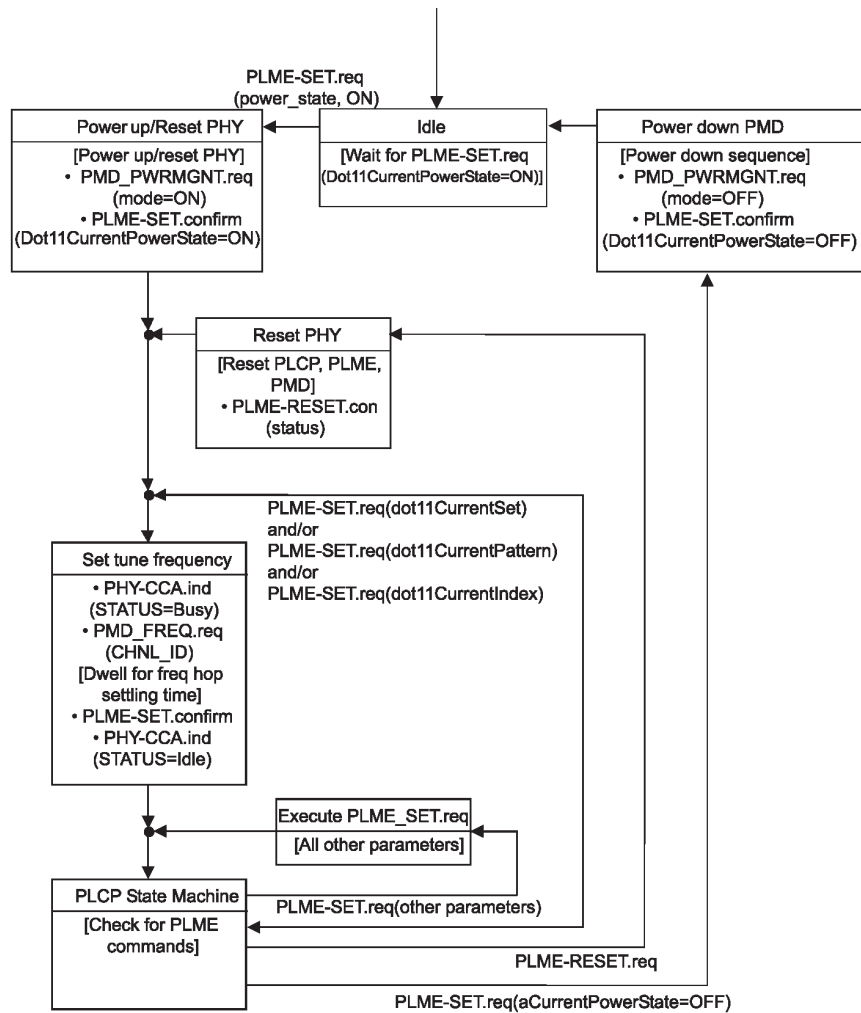 PLME-SET.req
(power_state, ON)
Power up/Reset PHY
[Power up/reset PHY]
• PMD_PWRMGNT.req
(mode=ON)
• PLME-SET.confirm
(Dot11CurrentPowerState=ON)
Idle
[Wait for PLME-SET.req
(Dot11CurrentPowerState=ON)]
Power down PMD
[Power down sequence]
• PMD_PWRMGNT.req
(mode=OFF)
• PLME-SET.confirm
(Dot11CurrentPowerState=OFF)
Reset PHY
[Reset PLCP, PLME,
PMD]
• PLME-RESET.con
(status)
PLME-SET.req(dot11CurrentSet)
and/or
PLME-SET.req(dot11CurrentPattern)
and/or
PLME-SET.req(dot11CurrentIndex)
Set tune frequency
• PHY-CCA.ind
(STATUS=Busy)
• PMD_FREQ.req
(CHNL_ID)
[Dwell for freq hop
settling time]
• PLME-SET.confirm
• PHY-CCA.ind
(STATUS=Idle)
Execute PLME_SET.req
[All other parameters]
PLCP State Machine
[Check for PLME
commands]
PLME-SET.req(other parameters)
PLME-RESET.req
PLME-SET.req(aCurrentPowerState=OFF)